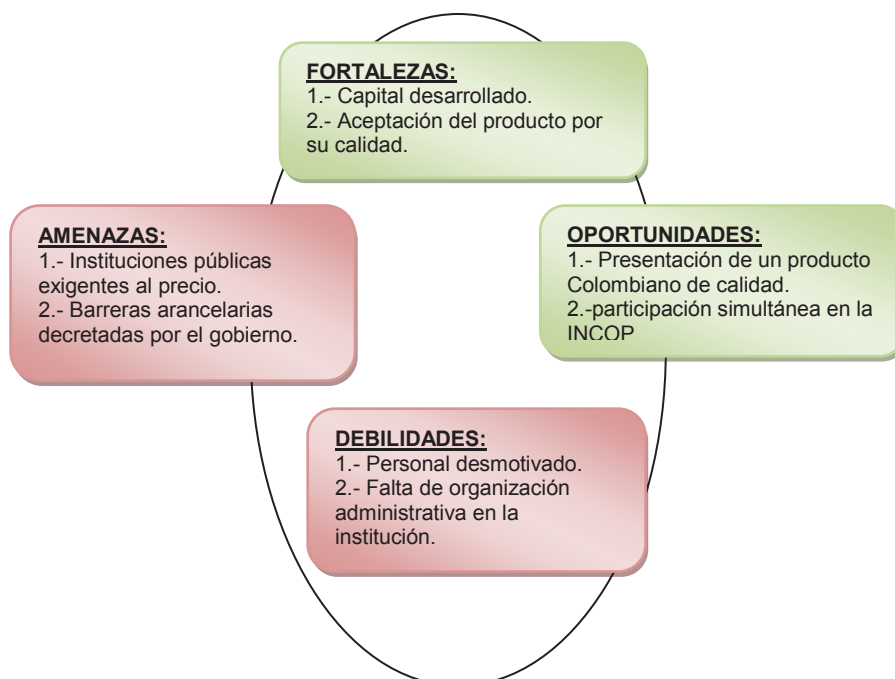 FORTALEZAS:
1.- Capital desarrollado.
2.- Aceptación del producto por
su calidad.
AMENAZAS:
1.- Instituciones públicas
exigentes al precio.
2.- Barreras arancelarias
decretadas por el gobierno.
OPORTUNIDADES:
1.- Presentación de un producto
Colombiano de calidad.
2.-participación simultánea en la
INCOP
DEBILIDADES:
1.- Personal desmotivado.
2.- Falta de organización
administrativa en la
institución.